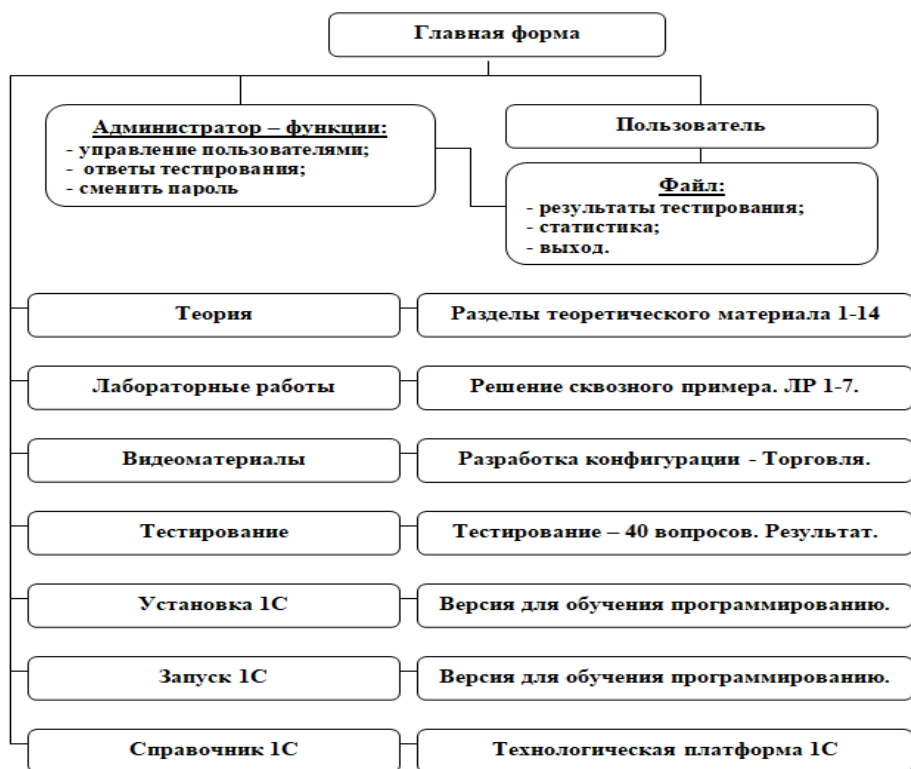 Главная форма
Администратор – функции:
- управление пользователями;
- ответы тестирования;
- сменить пароль
Пользователь
Файл:
- результаты тестирования;
- статистика;
- выход.
Теория
Разделы теоретического материала 1-14
Лабораторные работы
Решение сквозного примера. ЛР 1-7.
Видеоматериалы
Разработка конфигурации - Торговля.
Тестирование
Тестирование – 40 вопросов. Результат.
Установка 1С
Версия для обучения программированию.
Запуск 1С
Версия для обучения программированию.
Справочник 1С
Технологическая платформа 1С